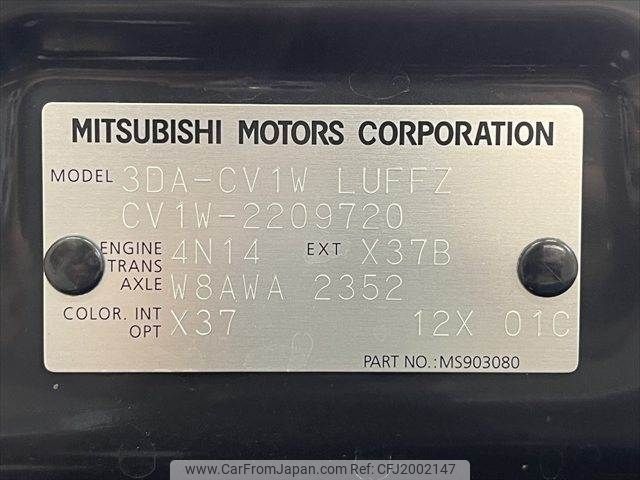 MITSUBISHI MOTORS CORPORATION
MODEL 3DA-CV1W LUFFZ
CV1W-2209720
ENGINE 4N14 EXT X37B
TRANS
AXLE W8AWA 2352
COLOR. INT X37 12X 01C
OPT
PART NO.:MS903080
www.CarFromJapan.com|ID:CFJ2002147